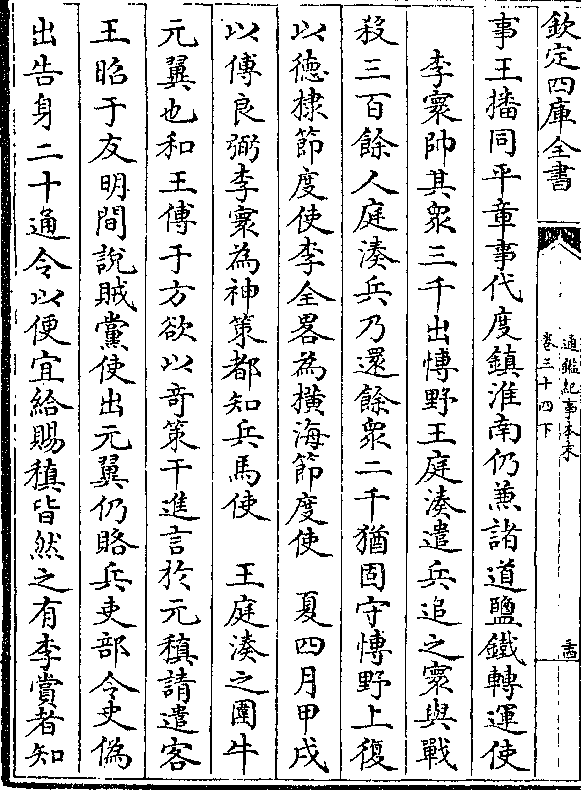 欽定四庫全書
通鑑紀事本末
卷三十四下
事王播同平章事代度鎮淮南仍兼諸道鹽鐵轉運使
李寰帥其衆三千出愽野王庭湊遣兵追之寰與戰
殺三百餘人庭湊兵乃還餘衆二千猶固守愽野上復
以德棣節度使李全畧為撗海節度使　夏四月甲戌
以傅良弼李寰為神策都知兵馬使　王庭湊之圍牛
元翼也和王傅于方欲以竒策干進言於元稹請遣客
王昭于友明間說賊黨使出元翼仍賂兵吏部令史偽
出告身二十通令以便宜給賜稹皆然之有李賞者知